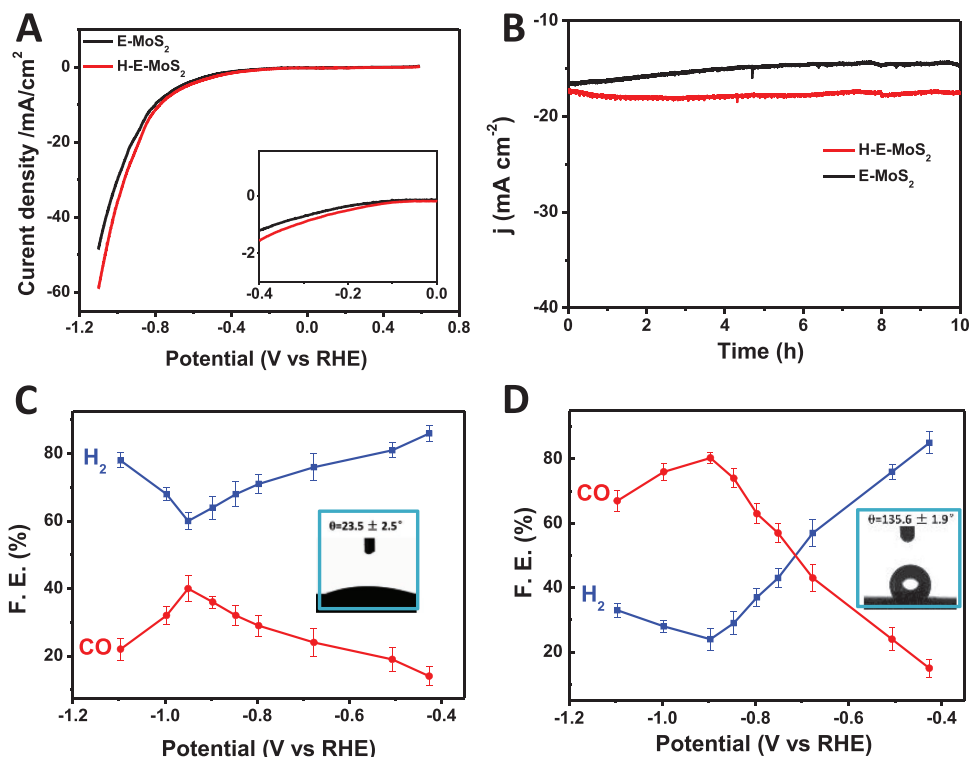 A
E-MoS₂
H-E-MoS₂
Curent density /mA/cm²
0
-20
-40
-60
-1.2 -0.8 -0.4 0.0 0.4 0.8
Potential (V vs RHE)
0
-2
-0.4 -0.2 0.0
B
-10
-20
-30
-40
j (mA cm⁻²)
H-E-MoS₂
E-MoS₂
0 2 4 6 8 10
Time (h)
C
80
60
40
20
F. E. (%)
H₂
CO
θ=23.5 ± 2.5°
-1.2 -1.0 -0.8 -0.6 -0.4
Potential (V vs RHE)
D
80
60
40
20
F. E. (%)
CO
H₂
θ=135.6 ± 1.9°
-1.2 -1.0 -0.8 -0.6 -0.4
Potential (V vs RHE)